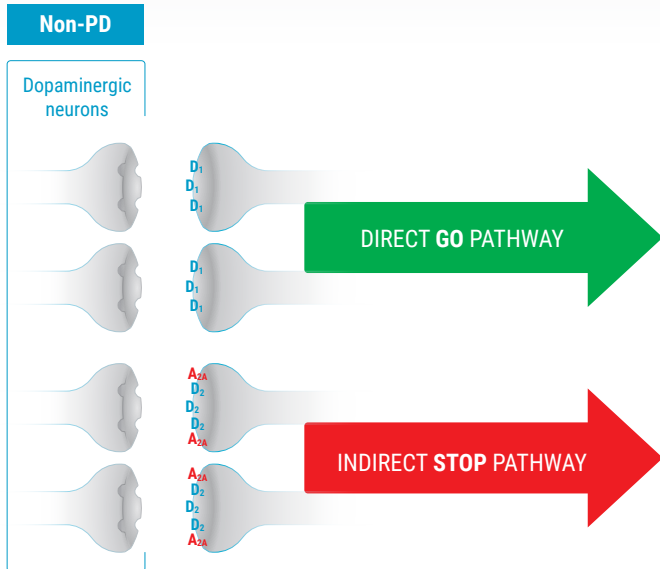 Non-PD
Dopaminergic
neurons
D₁
D₁
D₁
DIRECT GO PATHWAY
D₁
D₁
D₁
A₂A
D₂
D₂
D₂
A₂A
INDIRECT STOP PATHWAY
A₂A
D₂
D₂
D₂
A₂A